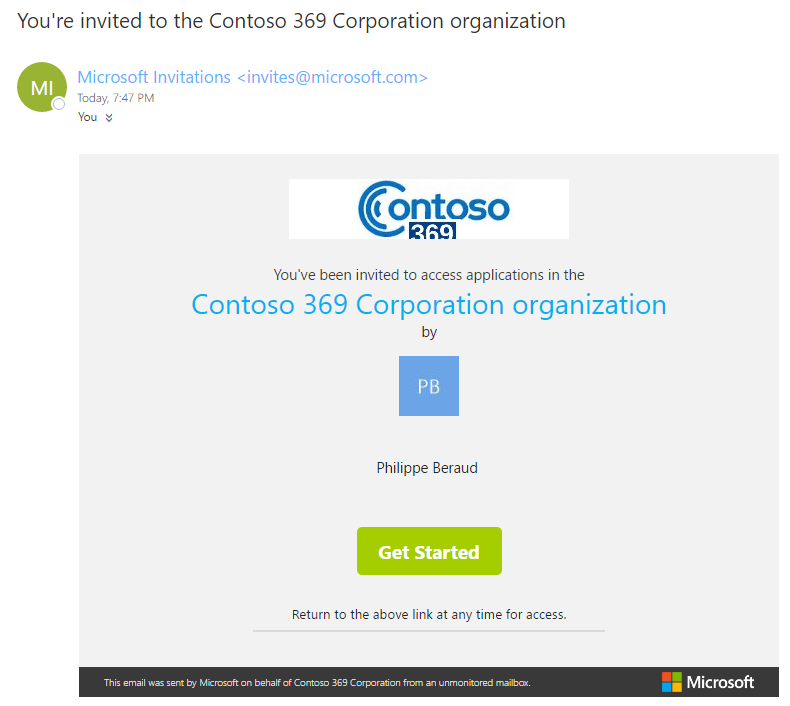 You're invited to the Contoso 369 Corporation organization
MI
Microsoft Invitations <invites@microsoft.com>
Today, 7:47 PM
You
Contoso
369
You've been invited to access applications in the
Contoso 369 Corporation organization
by
PB
Philippe Beraud
Get Started
Return to the above link at any time for access.
This email was sent by Microsoft on behalf of Contoso 369 Corporation from an unmonitored mailbox.
Microsoft